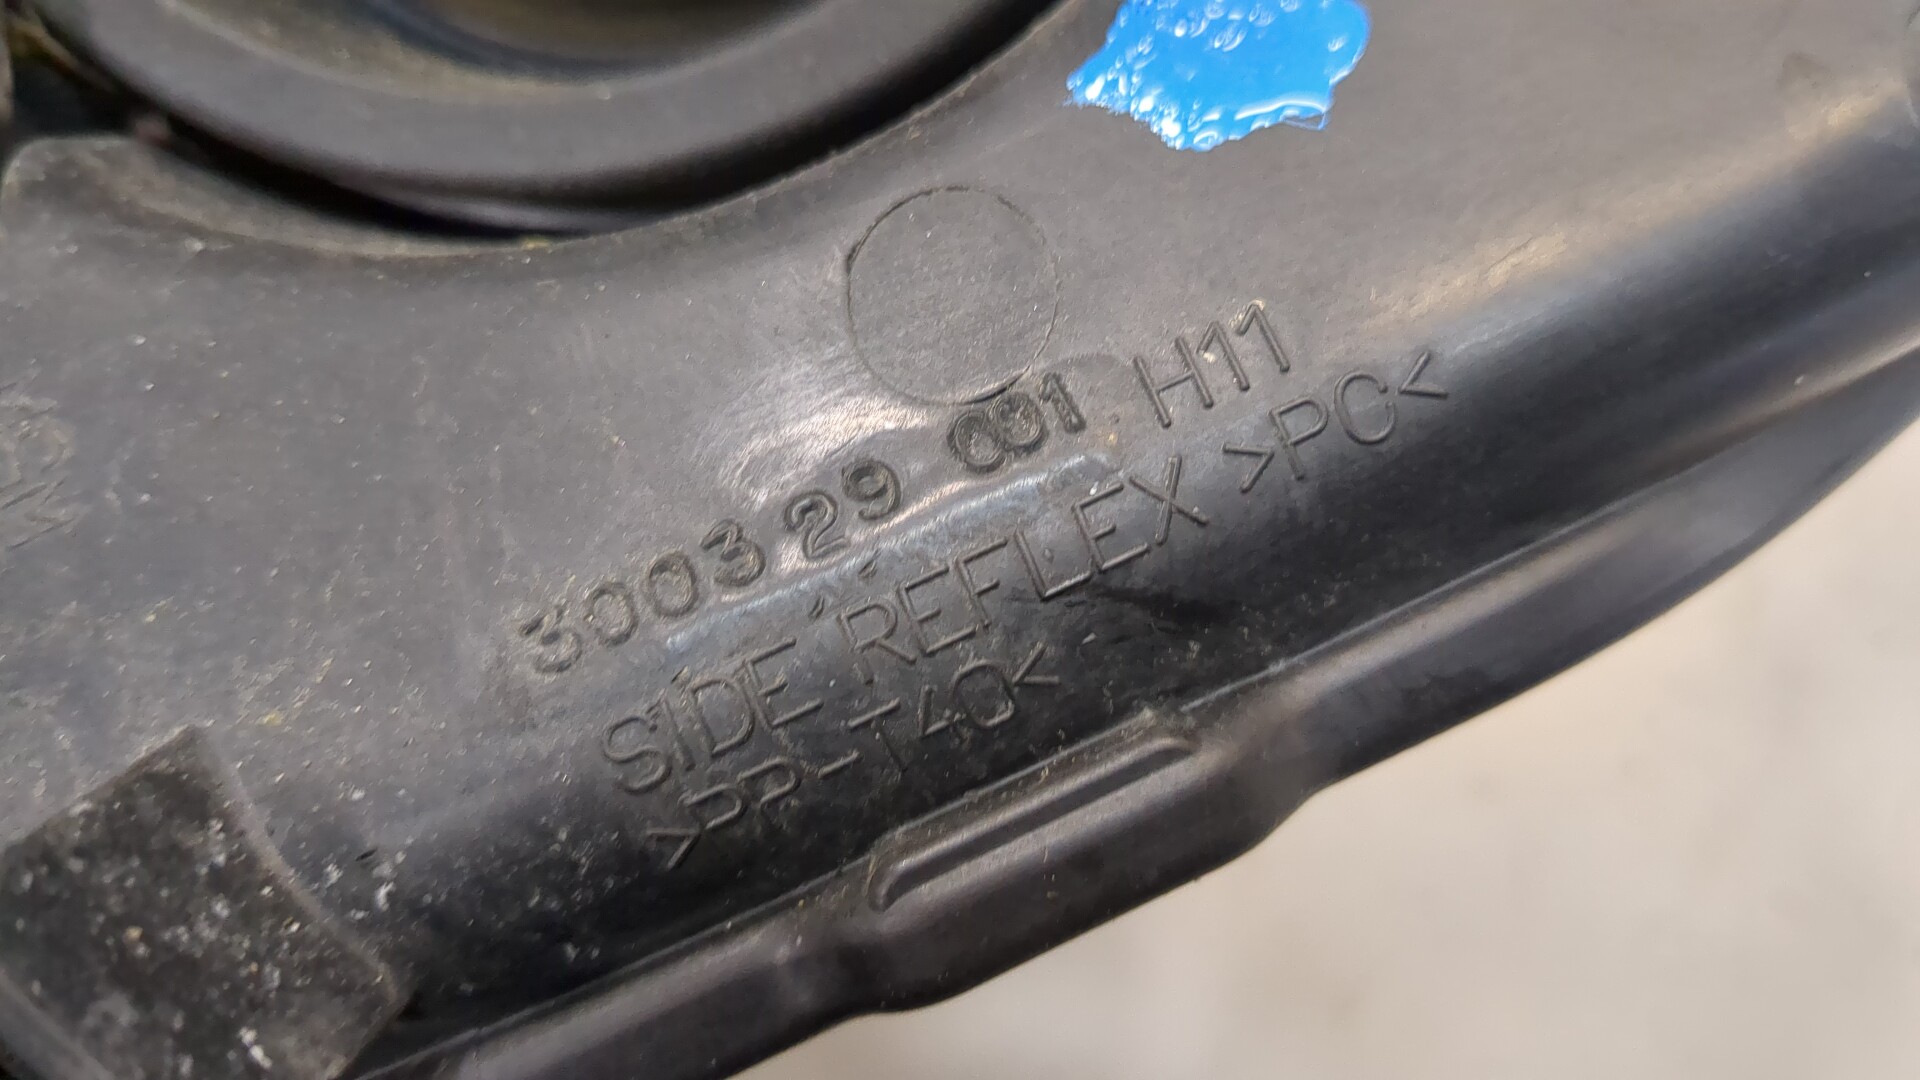 3003 29 001 H11
SIDE REFLEX >PC<
>PP-T40<